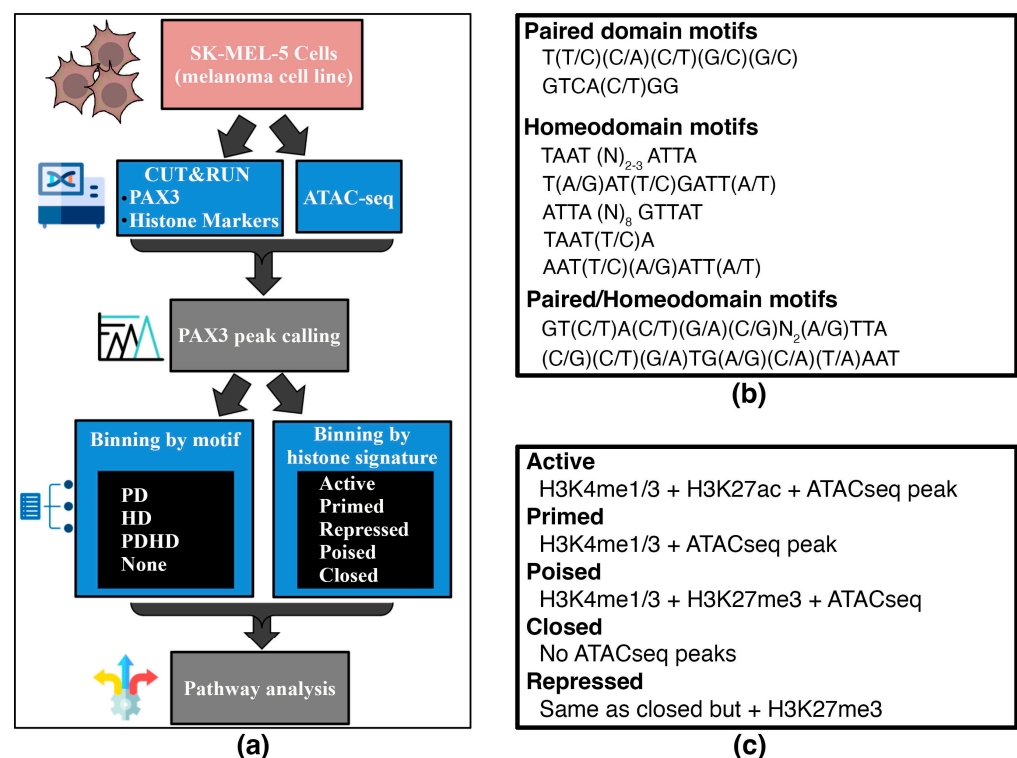 SK-MEL-5 Cells
(melanoma cell line)
CUT&RUN
•PAX3
•Histone Markers
ATAC-seq
PAX3 peak calling
Binning by motif
PD
HD
PDHD
None
Binning by
histone signature
Active
Primed
Repressed
Poised
Closed
Pathway analysis
(a)
Paired domain motifs
T(T/C)(C/A)(C/T)(G/C)(G/C)
GTCA(C/T)GG
Homeodomain motifs
TAAT (N)2-3 ATTA
T(A/G)AT(T/C)GATT(A/T)
ATTA (N)8 GTTAT
TAAT(T/C)A
AAT(T/C)(A/G)ATT(A/T)
Paired/Homeodomain motifs
GT(C/T)A(C/T)(G/A)(C/G)N2(A/G)TTA
(C/G)(C/T)(G/A)TG(A/G)(C/A)(T/A)AAT
(b)
Active
H3K4me1/3 + H3K27ac + ATACseq peak
Primed
H3K4me1/3 + ATACseq peak
Poised
H3K4me1/3 + H3K27me3 + ATACseq
Closed
No ATACseq peaks
Repressed
Same as closed but + H3K27me3
(c)